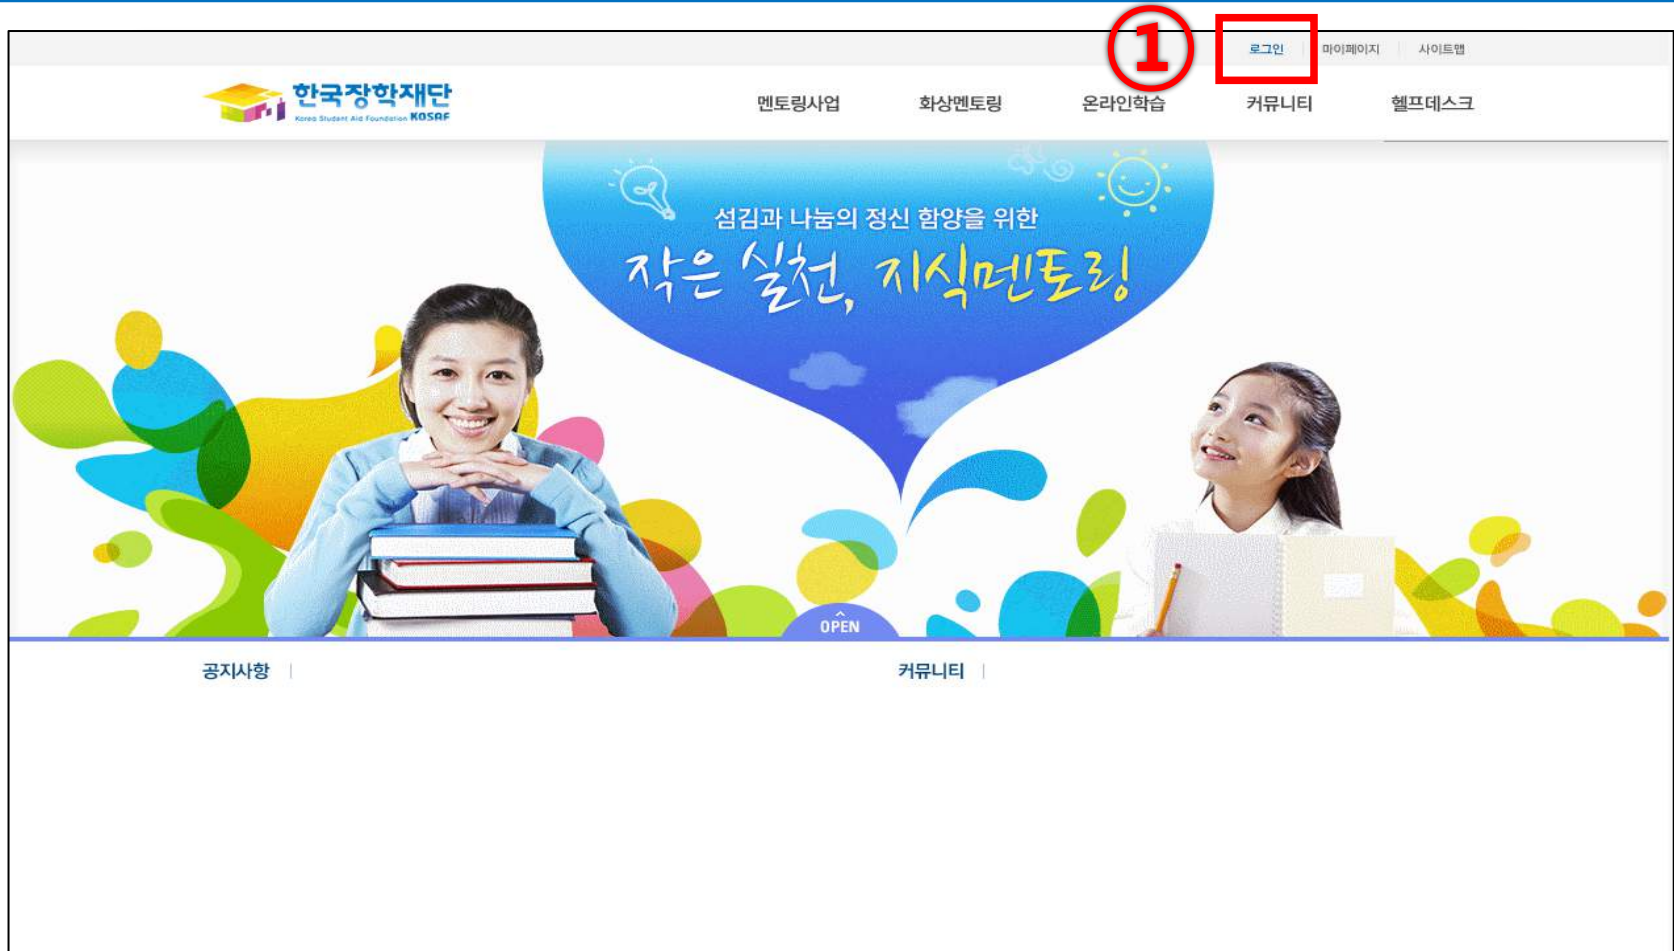 ①
로그인 마이페이지 사이트맵
한국장학재단
Korea Student Aid Foundation KOSAF
멘토링사업 화상멘토링 온라인학습 커뮤니티 헬프데스크
섬김과 나눔의 정신 함양을 위한
작은 실천, 지식멘토링
OPEN
공지사항 커뮤니티